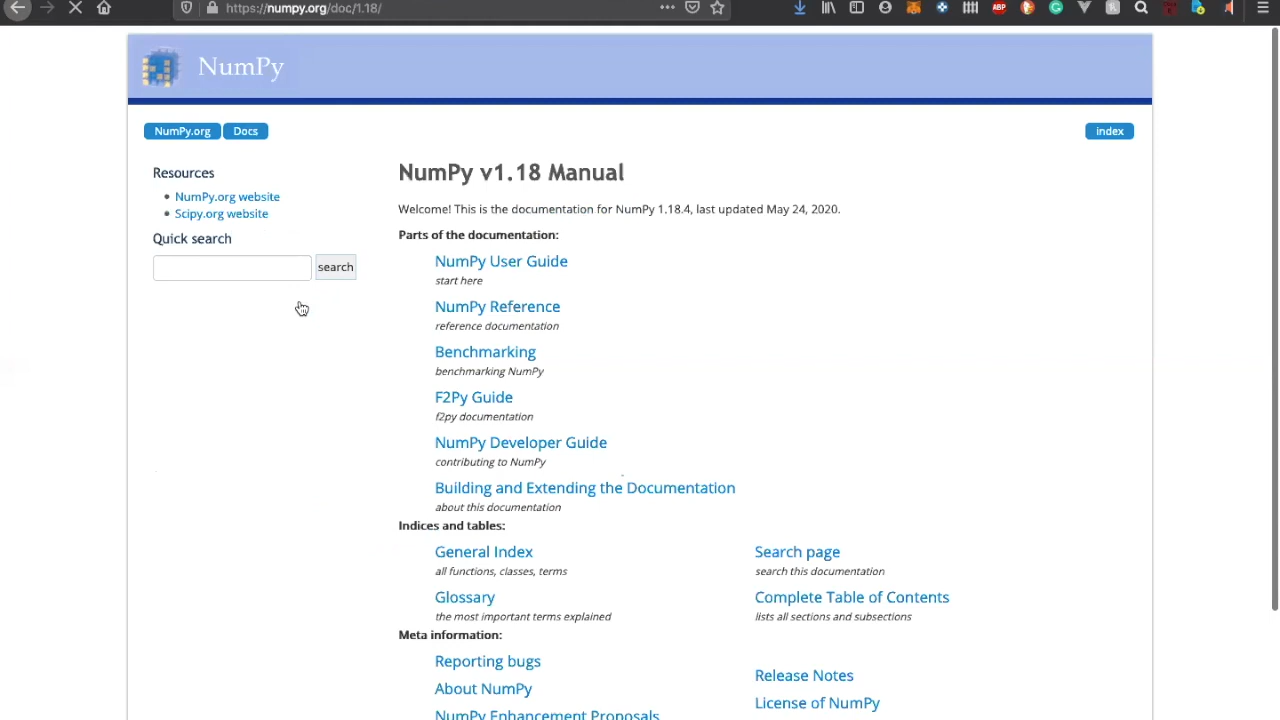 https://numpy.org/doc/1.18/
ABP
NumPy
NumPy.org Docs index
Resources
NumPy.org website
Scipy.org website
Quick search
search
NumPy v1.18 Manual
Welcome! This is the documentation for NumPy 1.18.4, last updated May 24, 2020.
Parts of the documentation:
NumPy User Guide
start here
NumPy Reference
reference documentation
Benchmarking
benchmarking NumPy
F2Py Guide
f2py documentation
NumPy Developer Guide
contributing to NumPy
Building and Extending the Documentation
about this documentation
Indices and tables:
General Index
all functions, classes, terms
Glossary
the most important terms explained
Search page
search this documentation
Complete Table of Contents
lists all sections and subsections
Meta information:
Reporting bugs
About NumPy
NumPy Enhancement Proposals
Release Notes
License of NumPy